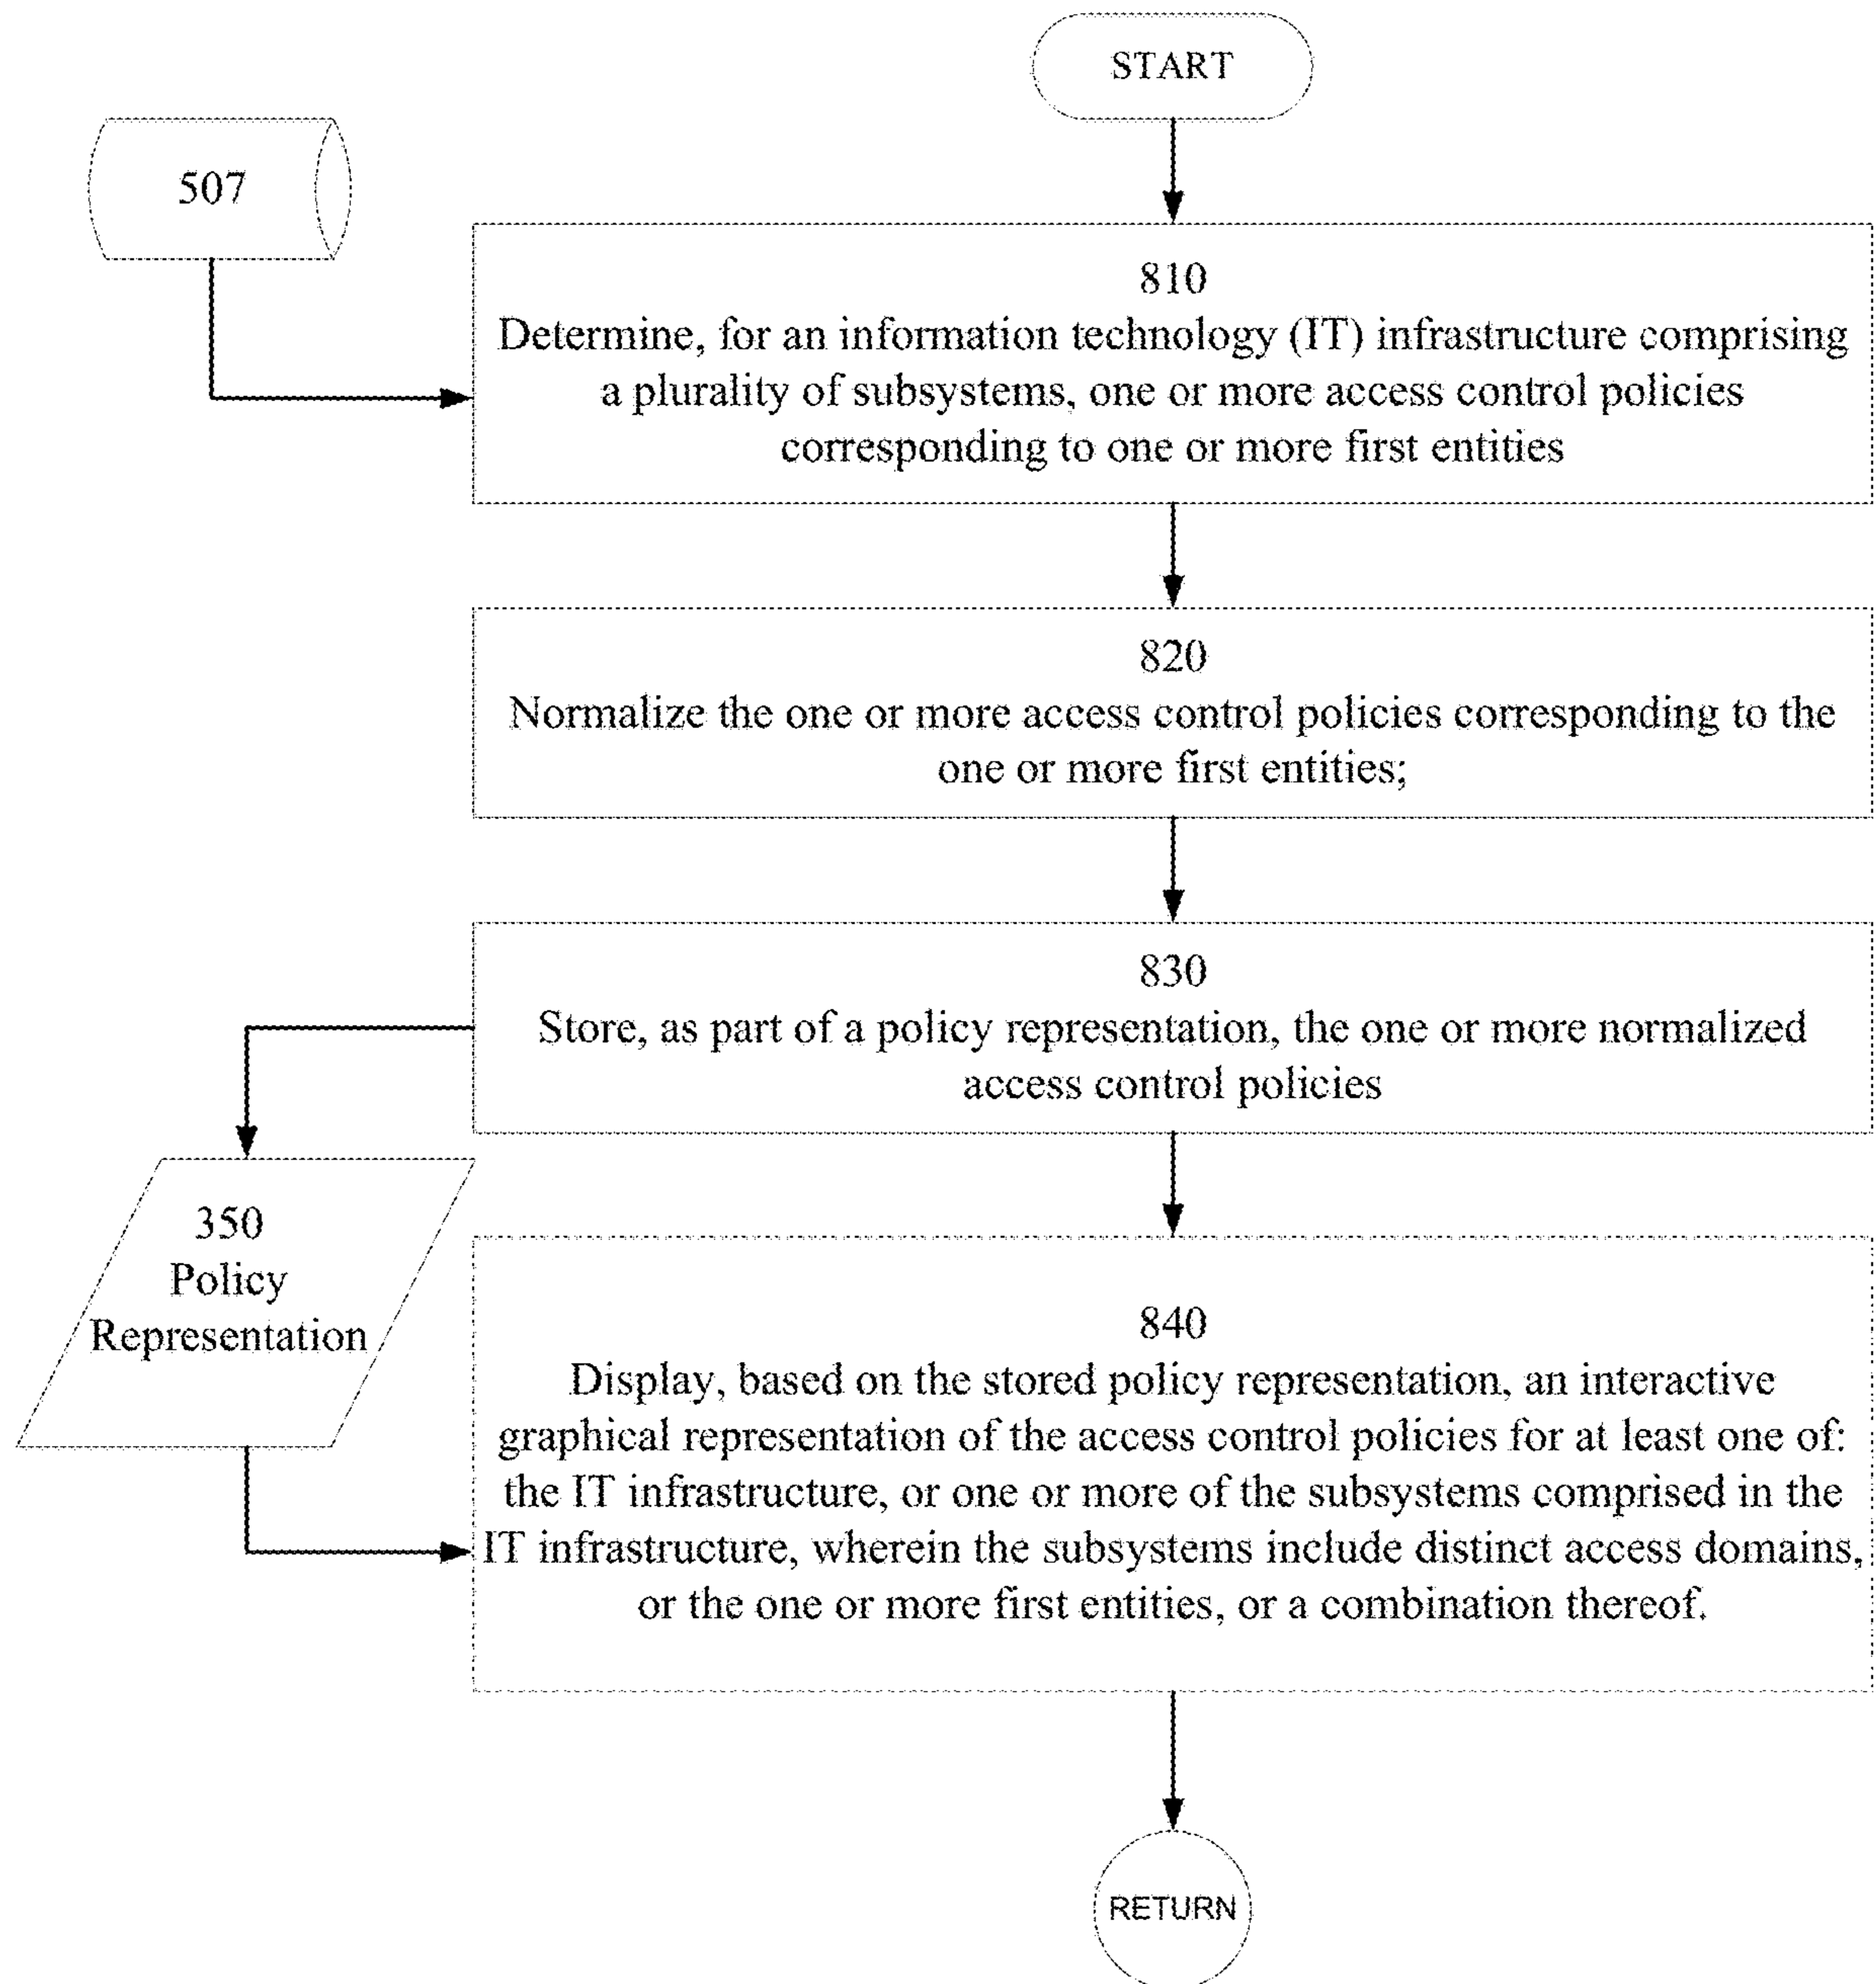 START
507
810
Determine, for an information technology (IT) infrastructure comprising
a plurality of subsystems, one or more access control policies
corresponding to one or more first entities
820
Normalize the one or more access control policies corresponding to the
one or more first entities;
830
Store, as part of a policy representation, the one or more normalized
access control policies
350
Policy
Representation
840
Display, based on the stored policy representation, an interactive
graphical representation of the access control policies for at least one of:
the IT infrastructure, or one or more of the subsystems comprised in the
IT infrastructure, wherein the subsystems include distinct access domains,
or the one or more first entities, or a combination thereof.
RETURN